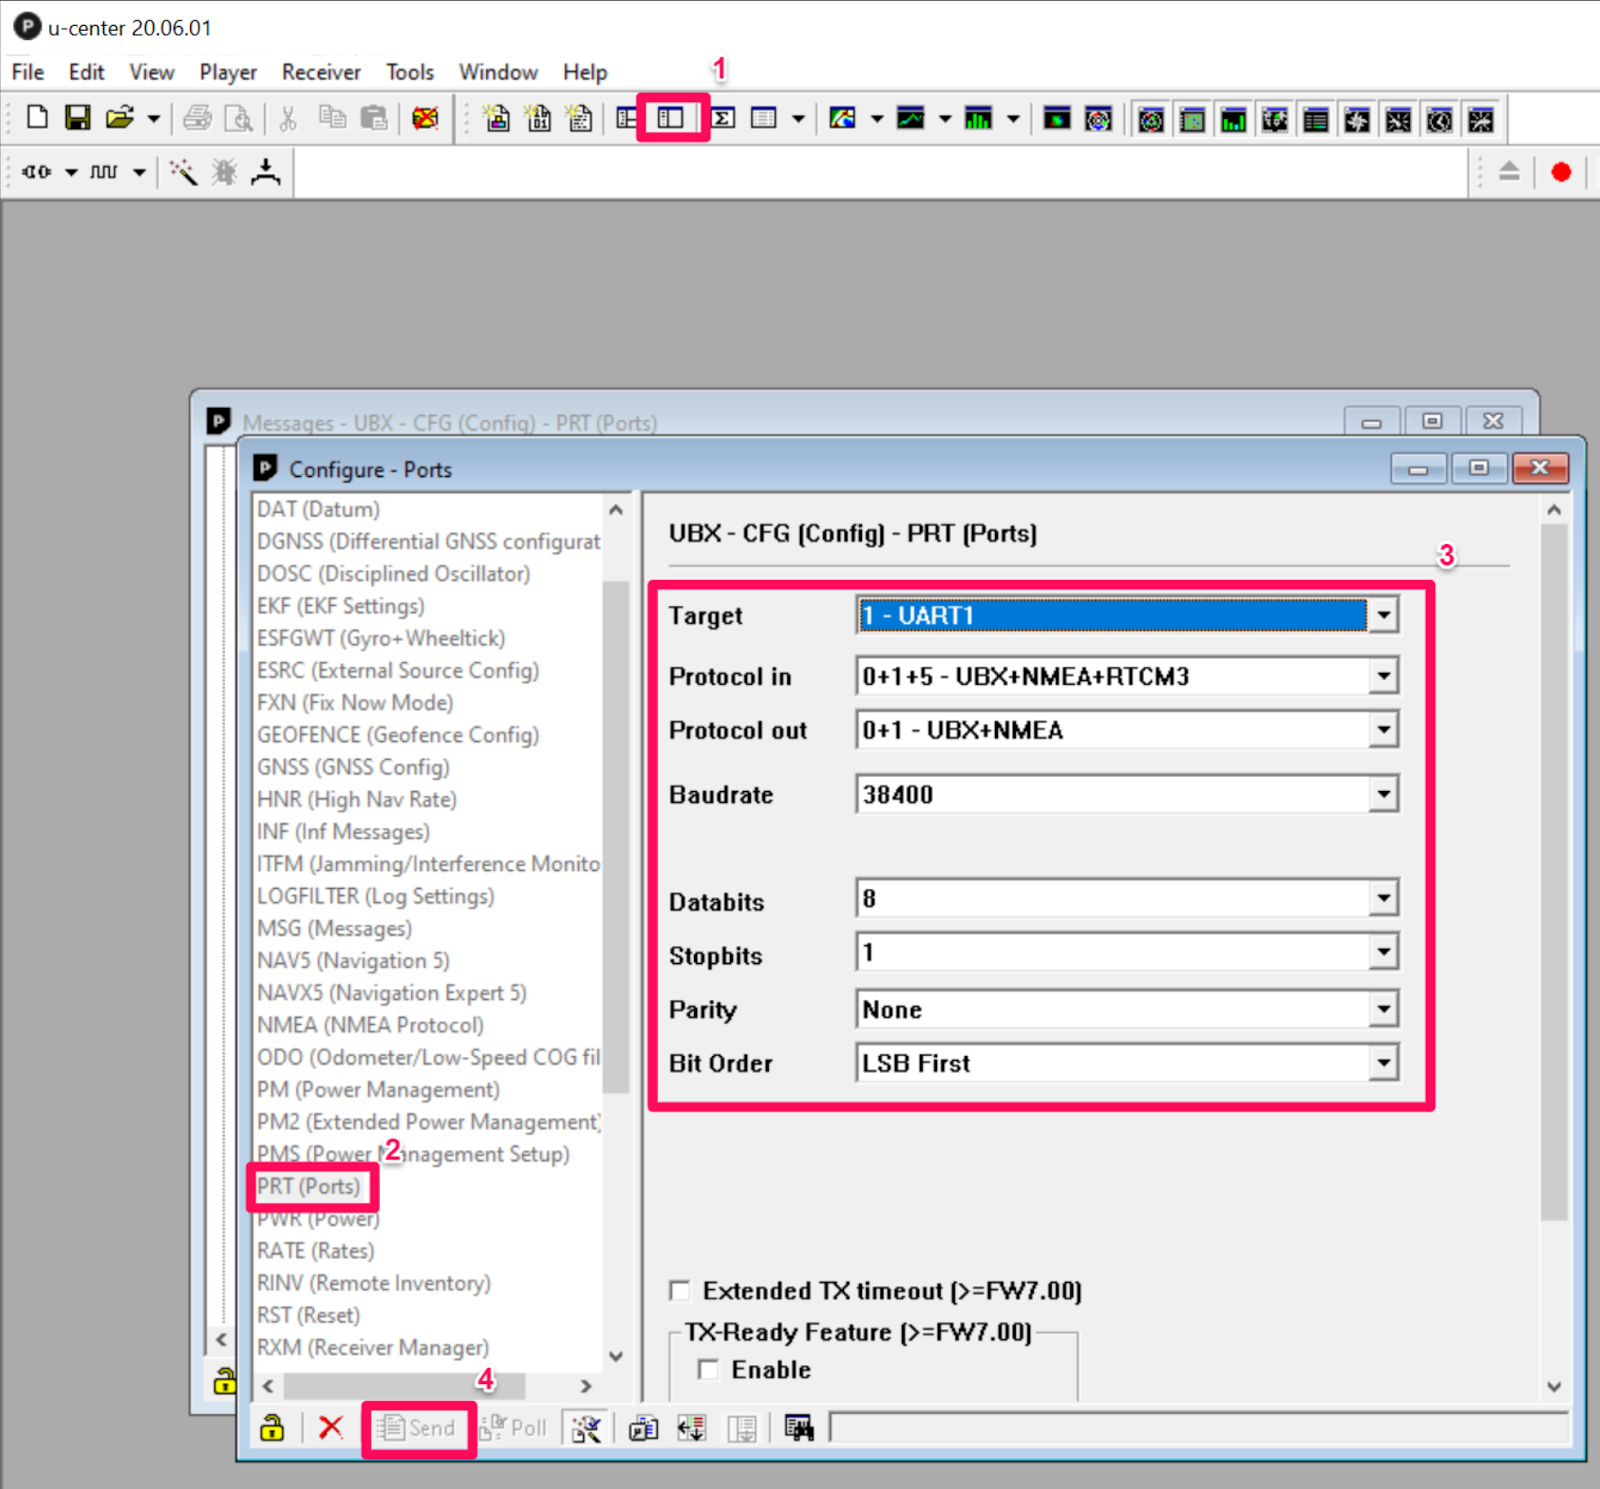 u-center 20.06.01
File Edit View Player Receiver Tools Window Help
1
Messages - UBX - CFG (Config) - PRT (Ports)
Configure - Ports
DAT (Datum)
DGNSS (Differential GNSS configurat
DOSC (Disciplined Oscillator)
EKF (EKF Settings)
ESFGWT (Gyro+Wheeltick)
ESRC (External Source Config)
FXN (Fix Now Mode)
GEOFENCE (Geofence Config)
GNSS (GNSS Config)
HNR (High Nav Rate)
INF (Inf Messages)
ITFM (Jamming/Interference Monito
LOGFILTER (Log Settings)
MSG (Messages)
NAV5 (Navigation 5)
NAVX5 (Navigation Expert 5)
NMEA (NMEA Protocol)
ODO (Odometer/Low-Speed COG fil
PM (Power Management)
PM2 (Extended Power Management)
PMS (Power Management Setup)
2
PRT (Ports)
PWR (Power)
RATE (Rates)
RINV (Remote Inventory)
RST (Reset)
RXM (Receiver Manager)
UBX - CFG (Config) - PRT (Ports)
3
Target 1 - UART1
Protocol in 0+1+5 - UBX+NMEA+RTCM3
Protocol out 0+1 - UBX+NMEA
Baudrate 38400
Databits 8
Stopbits 1
Parity None
Bit Order LSB First
Extended TX timeout (>=FW7.00)
TX-Ready Feature (>=FW7.00)
Enable
4
Send Poll